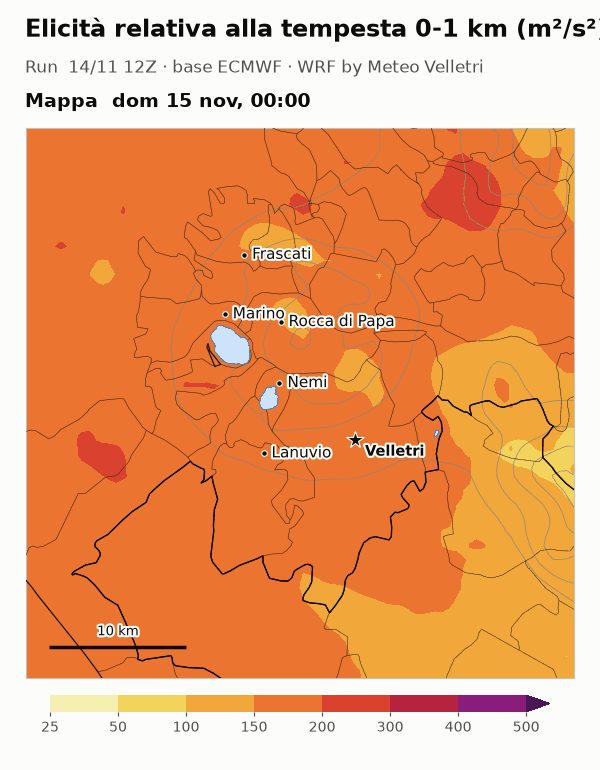 Elicità relativa alla tempesta 0-1 km (m²/s²)
Run 14/11 12Z · base ECMWF · WRF by Meteo Velletri
Mappa dom 15 nov, 00:00
Frascati
Marino
Rocca di Papa
Nemi
Velletri
Lanuvio
10 km
25 50 100 150 200 300 400 500